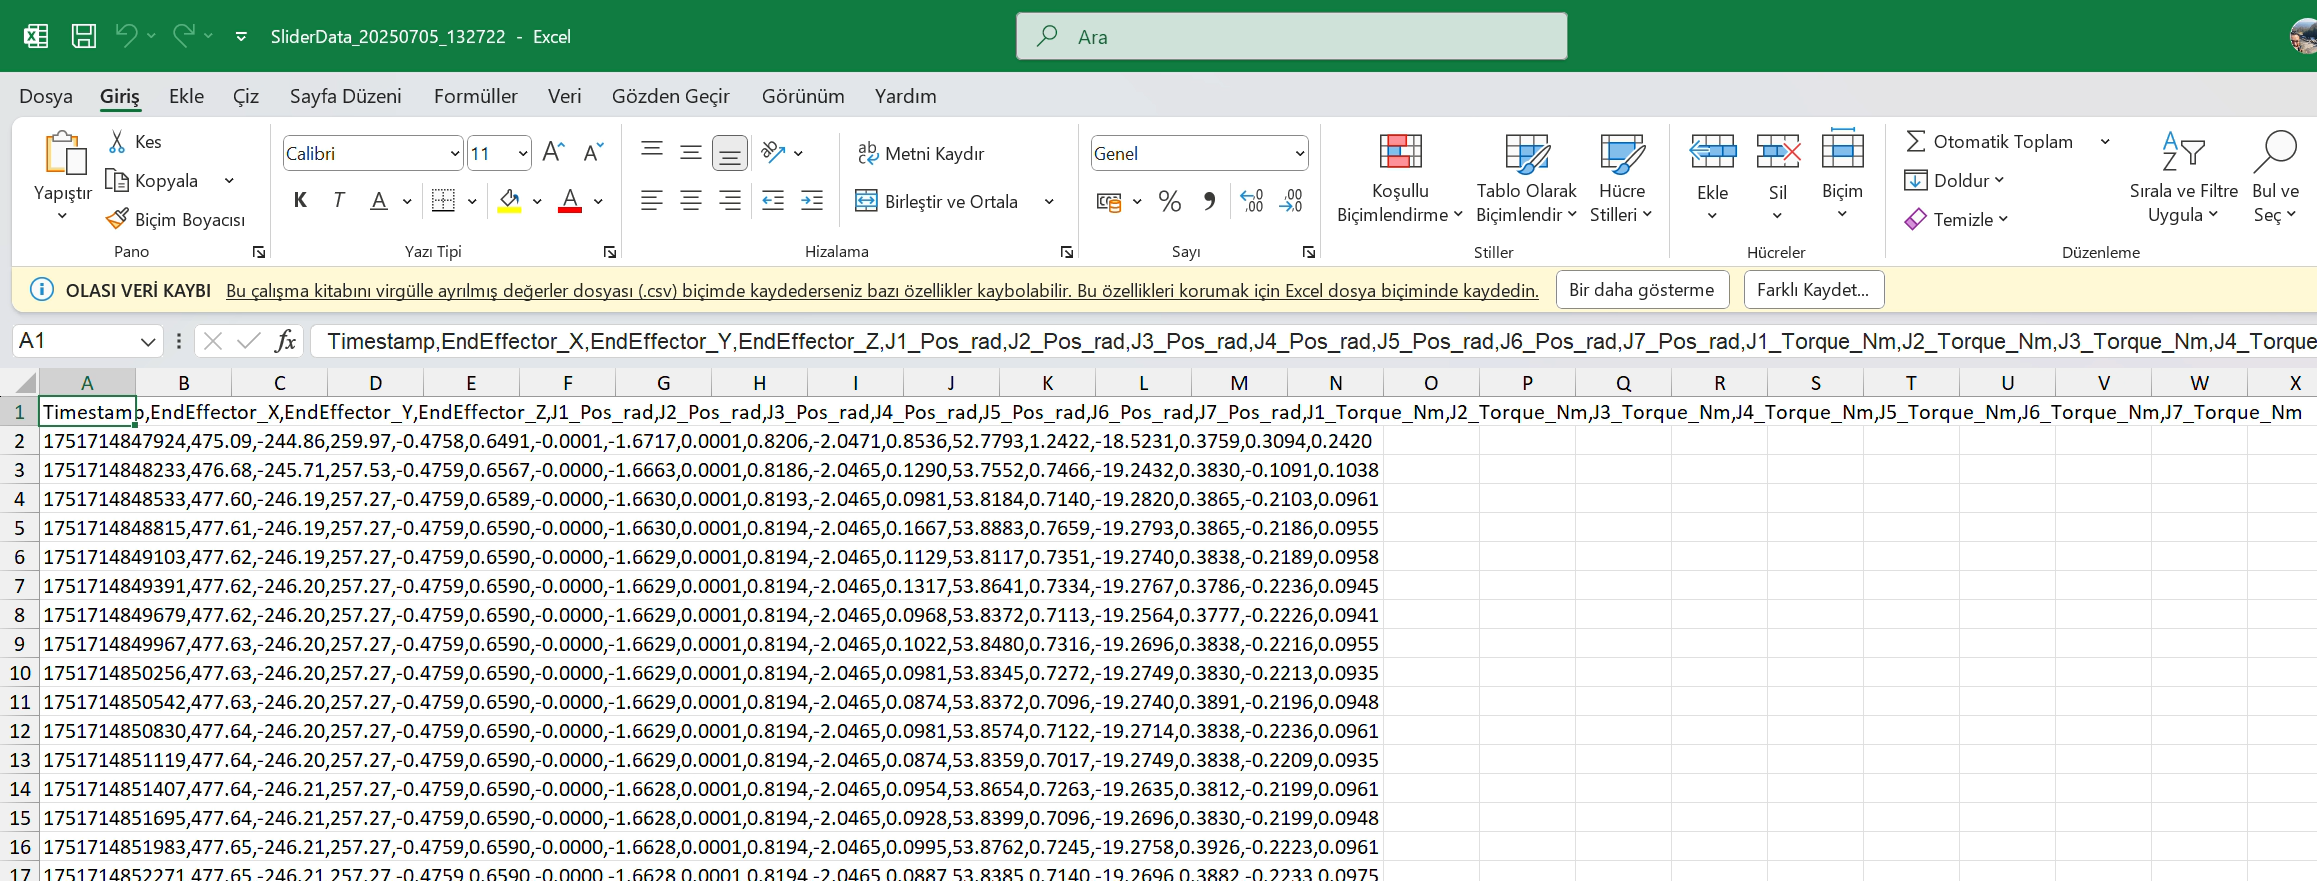 SliderData_20250705_132722 - Excel
Ara
Dosya Giriş Ekle Çiz Sayfa Düzeni Formüller Veri Gözden Geçir Görünüm Yardım
Yapıştır
Kes
Kopyala
Biçim Boyacısı
Pano
Calibri 11 A A
K T A A
Yazı Tipi
Metni Kaydır
Birleştir ve Ortala
Hizalama
Genel
Sayı
Koşullu Biçimlendirme
Tablo Olarak Biçimlendir
Hücre Stilleri
Stiller
Ekle
Sil
Biçim
Hücreler
Otomatik Toplam
Doldur
Temizle
Sırala ve Filtre Uygula
Bul ve Seç
Düzenleme
OLASI VERİ KAYBI Bu çalışma kitabını virgülle ayrılmış değerler dosyası (.csv) biçimde kaydederseniz bazı özellikler kaybolabilir. Bu özellikleri korumak için Excel dosya biçiminde kaydedin. Bir daha gösterme Farklı Kaydet...
A1 fx Timestamp,EndEffector_X,EndEffector_Y,EndEffector_Z,J1_Pos_rad,J2_Pos_rad,J3_Pos_rad,J4_Pos_rad,J5_Pos_rad,J6_Pos_rad,J7_Pos_rad,J1_Torque_Nm,J2_Torque_Nm,J3_Torque_Nm,J4_Torque
A B C D E F G H I J K L M N O P Q R S T U V W X
1 Timestamp,EndEffector_X,EndEffector_Y,EndEffector_Z,J1_Pos_rad,J2_Pos_rad,J3_Pos_rad,J4_Pos_rad,J5_Pos_rad,J6_Pos_rad,J7_Pos_rad,J1_Torque_Nm,J2_Torque_Nm,J3_Torque_Nm,J4_Torque_Nm,J5_Torque_Nm,J6_Torque_Nm,J7_Torque_Nm
2 1751714847924,475.09,-244.86,259.97,-0.4758,0.6491,-0.0001,-1.6717,0.0001,0.8206,-2.0471,0.8536,52.7793,1.2422,-18.5231,0.3759,0.3094,0.2420
3 1751714848233,476.68,-245.71,257.53,-0.4759,0.6567,-0.0000,-1.6663,0.0001,0.8186,-2.0465,0.1290,53.7552,0.7466,-19.2432,0.3830,-0.1091,0.1038
4 1751714848533,477.60,-246.19,257.27,-0.4759,0.6589,-0.0000,-1.6630,0.0001,0.8193,-2.0465,0.0981,53.8184,0.7140,-19.2820,0.3865,-0.2103,0.0961
5 1751714848815,477.61,-246.19,257.27,-0.4759,0.6590,-0.0000,-1.6630,0.0001,0.8194,-2.0465,0.1667,53.8883,0.7659,-19.2793,0.3865,-0.2186,0.0955
6 1751714849103,477.62,-246.19,257.27,-0.4759,0.6590,-0.0000,-1.6629,0.0001,0.8194,-2.0465,0.1129,53.8117,0.7351,-19.2740,0.3838,-0.2189,0.0958
7 1751714849391,477.62,-246.20,257.27,-0.4759,0.6590,-0.0000,-1.6629,0.0001,0.8194,-2.0465,0.1317,53.8641,0.7334,-19.2767,0.3786,-0.2236,0.0945
8 1751714849679,477.62,-246.20,257.27,-0.4759,0.6590,-0.0000,-1.6629,0.0001,0.8194,-2.0465,0.0968,53.8372,0.7113,-19.2564,0.3777,-0.2226,0.0941
9 1751714849967,477.63,-246.20,257.27,-0.4759,0.6590,-0.0000,-1.6629,0.0001,0.8194,-2.0465,0.1022,53.8480,0.7316,-19.2696,0.3838,-0.2216,0.0955
10 1751714850256,477.63,-246.20,257.27,-0.4759,0.6590,-0.0000,-1.6629,0.0001,0.8194,-2.0465,0.0981,53.8345,0.7272,-19.2749,0.3830,-0.2213,0.0935
11 1751714850542,477.63,-246.20,257.27,-0.4759,0.6590,-0.0000,-1.6629,0.0001,0.8194,-2.0465,0.0874,53.8372,0.7096,-19.2740,0.3891,-0.2196,0.0948
12 1751714850830,477.64,-246.20,257.27,-0.4759,0.6590,-0.0000,-1.6629,0.0001,0.8194,-2.0465,0.0981,53.8574,0.7122,-19.2714,0.3838,-0.2236,0.0961
13 1751714851119,477.64,-246.20,257.27,-0.4759,0.6590,-0.0000,-1.6629,0.0001,0.8194,-2.0465,0.0874,53.8359,0.7017,-19.2749,0.3838,-0.2209,0.0935
14 1751714851407,477.64,-246.21,257.27,-0.4759,0.6590,-0.0000,-1.6628,0.0001,0.8194,-2.0465,0.0954,53.8654,0.7263,-19.2635,0.3812,-0.2199,0.0961
15 1751714851695,477.64,-246.21,257.27,-0.4759,0.6590,-0.0000,-1.6628,0.0001,0.8194,-2.0465,0.0928,53.8399,0.7096,-19.2696,0.3830,-0.2199,0.0948
16 1751714851983,477.65,-246.21,257.27,-0.4759,0.6590,-0.0000,-1.6628,0.0001,0.8194,-2.0465,0.0995,53.8762,0.7245,-19.2758,0.3926,-0.2223,0.0961
17 1751714852271,477.65,-246.21,257.27,-0.4759,0.6590,-0.0000,-1.6628,0.0001,0.8194,-2.0465,0.0887,53.8385,0.7140,-19.2696,0.3882,-0.2233,0.0975